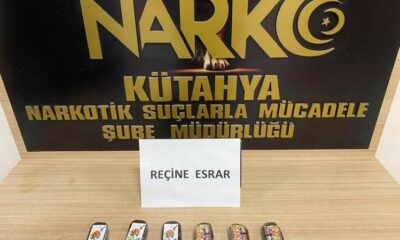 NARKO
KÜTAHYA
NARKOTİK SUÇLARLA MÜCADELE
ŞUBE MÜDÜRLÜĞÜ
REÇİNE ESRAR